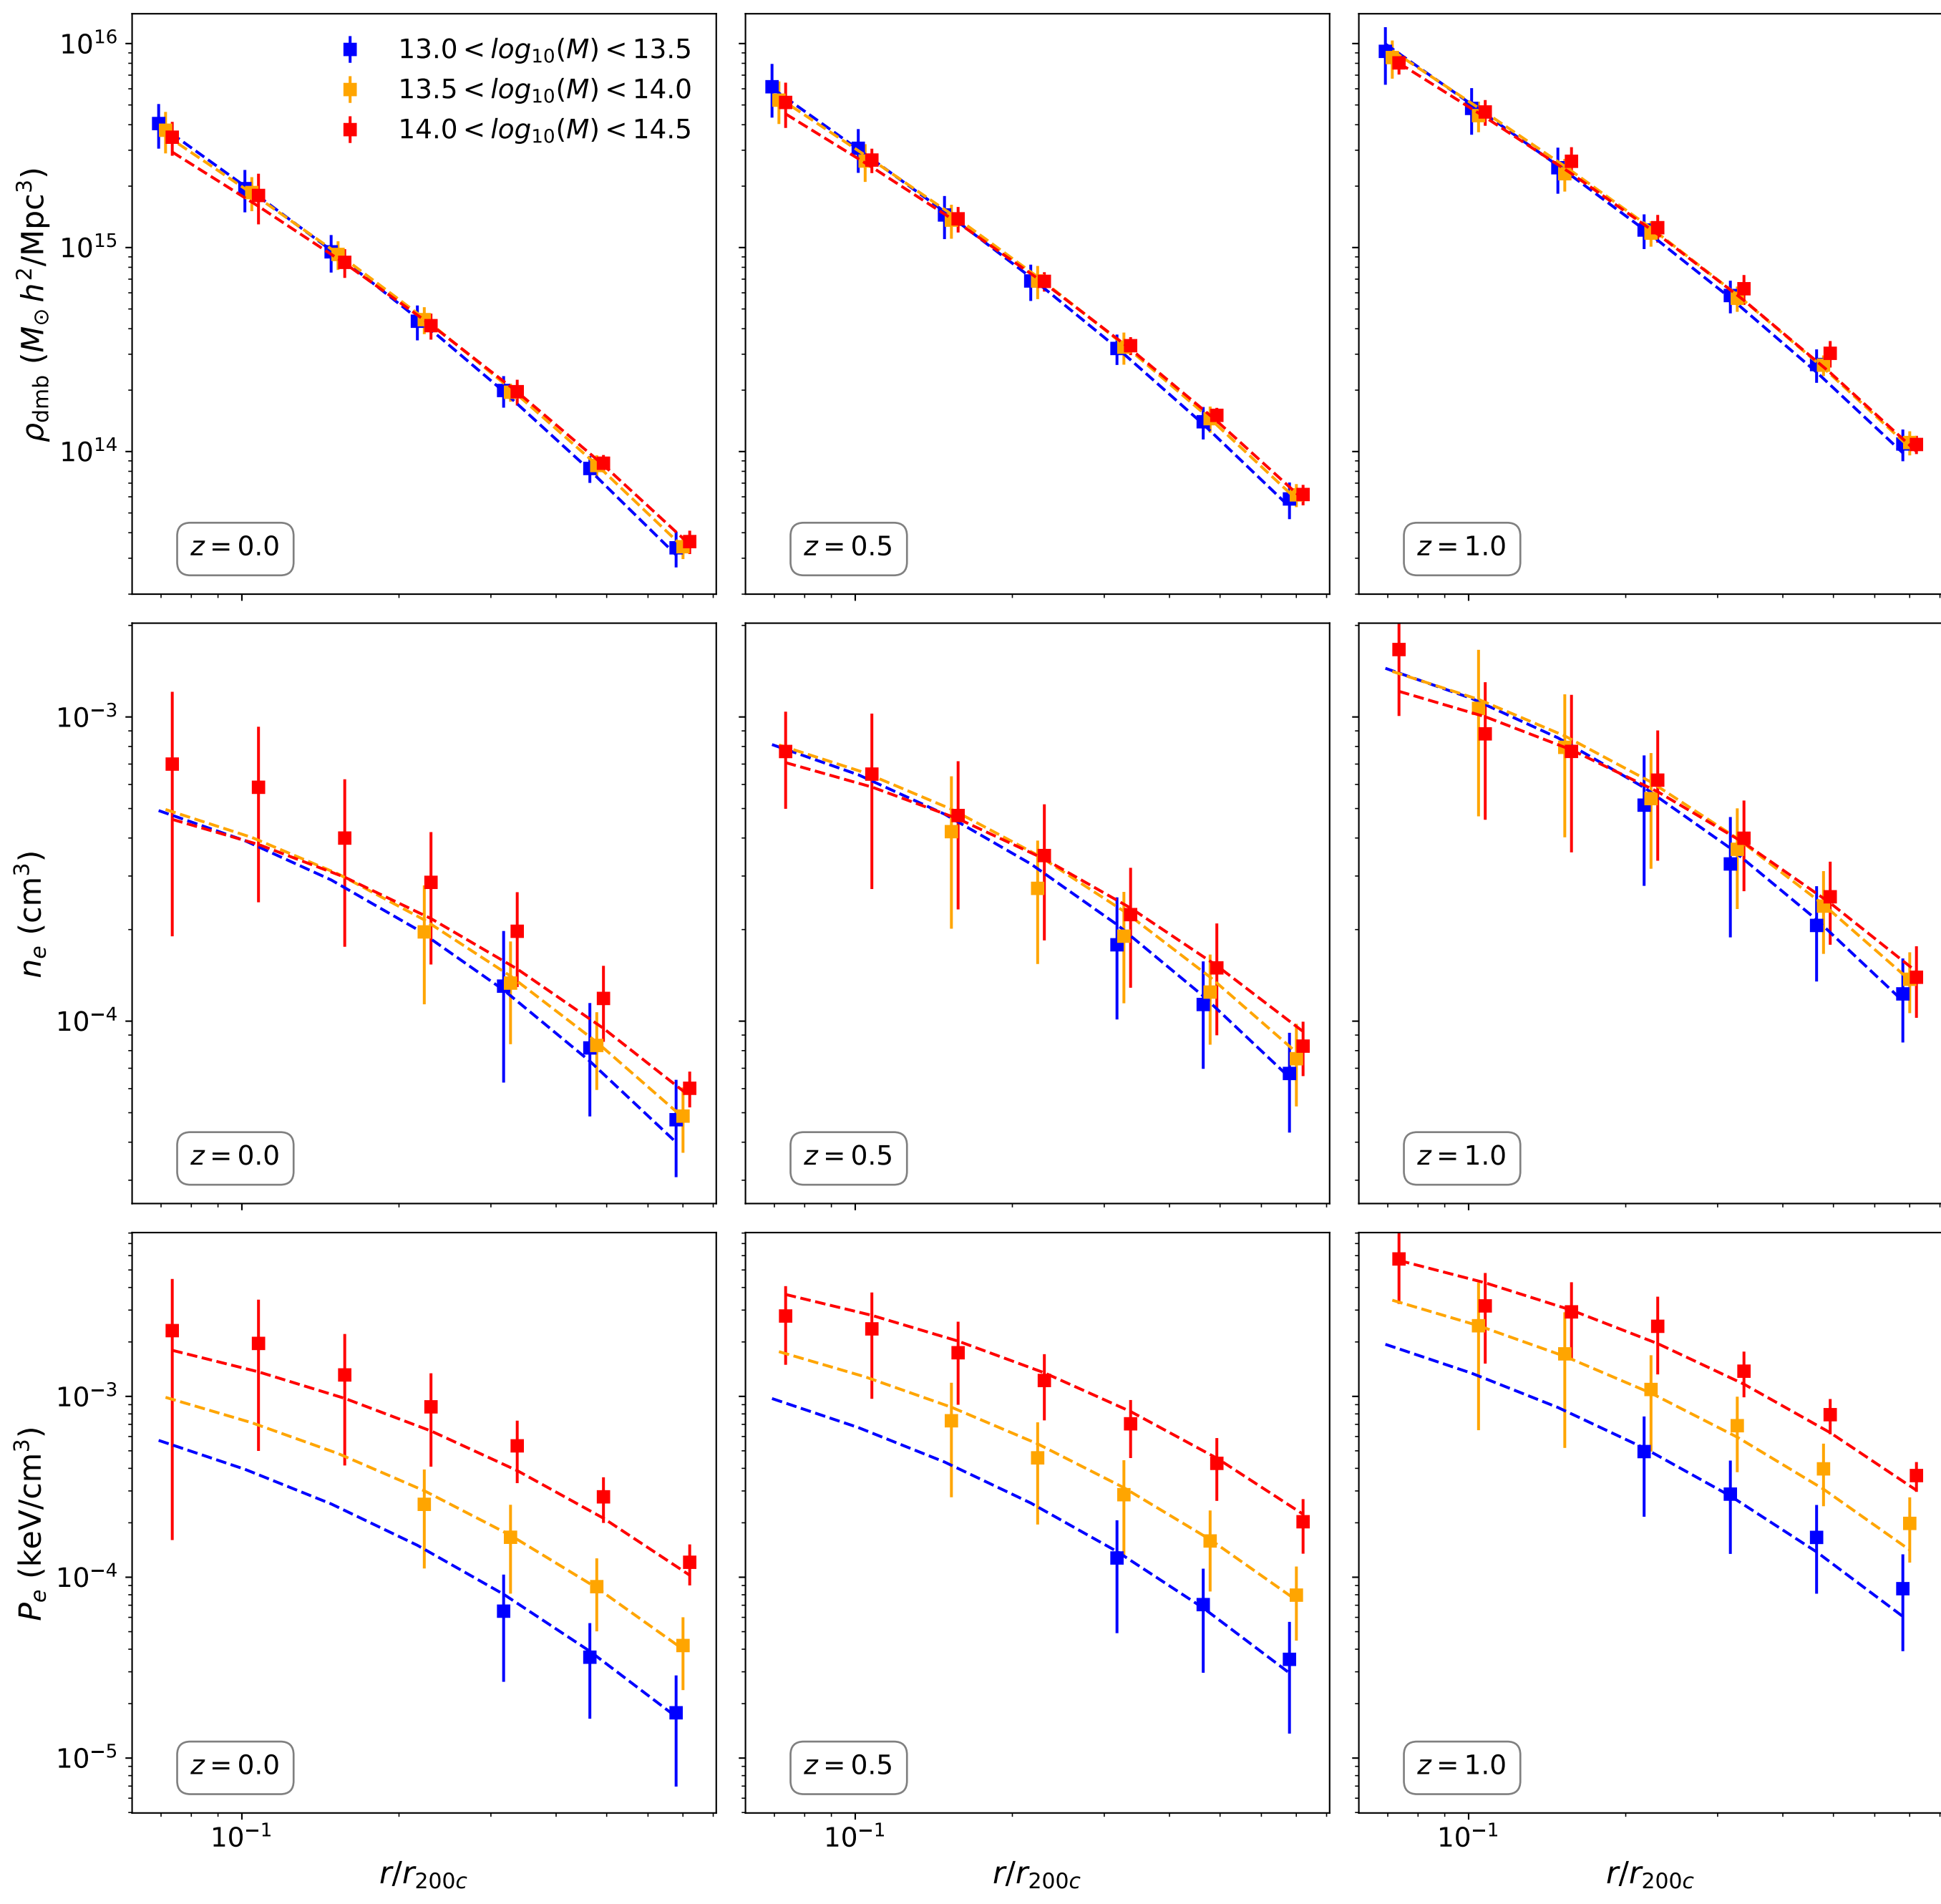 10^16
10^15
10^14
ρ_dmb (M_⊙ h^2/Mpc^3)
13.0 < log_10(M) < 13.5
13.5 < log_10(M) < 14.0
14.0 < log_10(M) < 14.5
z = 0.0
z = 0.5
z = 1.0
10^−3
10^−4
n_e (cm^3)
z = 0.0
z = 0.5
z = 1.0
10^−3
10^−4
10^−5
P_e (keV/cm^3)
z = 0.0
z = 0.5
z = 1.0
10^−1
10^−1
10^−1
r/r_200c
r/r_200c
r/r_200c